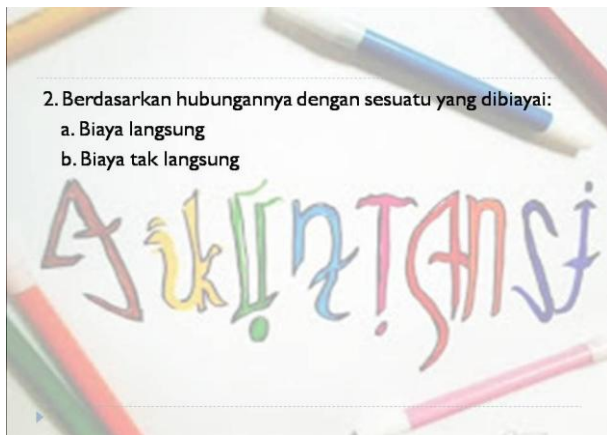 2. Berdasarkan hubungannya dengan sesuatu yang dibiayai:
a. Biaya langsung
b. Biaya tak langsung
AkUnTansi